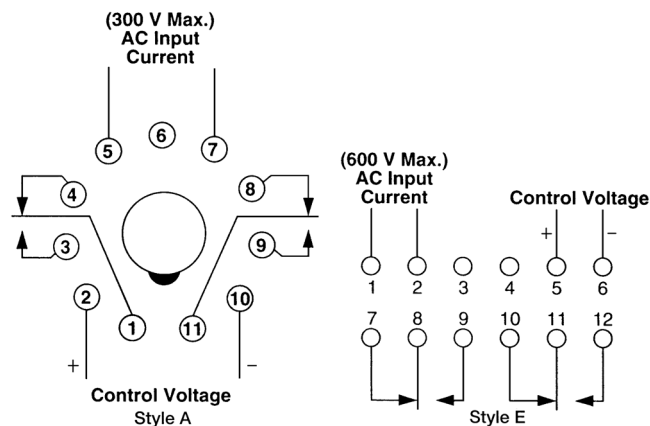 (300 V Max.)
AC Input
Current
6
5
7
4
8
3
9
2
10
1
11
+
−
Control Voltage
Style A
(600 V Max.)
AC Input
Current
Control Voltage
+
−
1 2 3 4 5 6
7 8 9 10 11 12
Style E